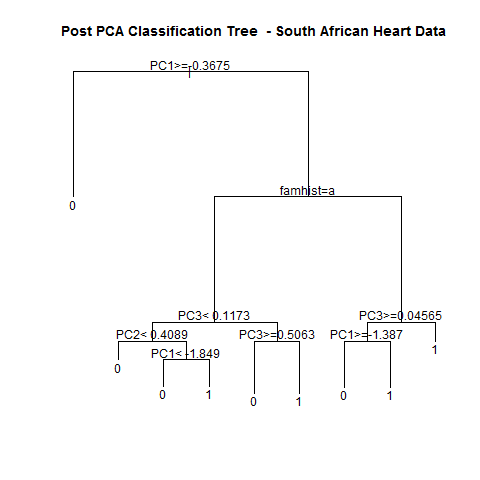 Post PCA Classification Tree - South African Heart Data
PC1>=-0.3675
0
famhist=a
PC3< 0.1173
PC3>=0.04565
PC2< 0.4089
PC3>=0.5063
PC1>=-1.387
1
0
PC1< -1.849
0
1
0
1
0
1